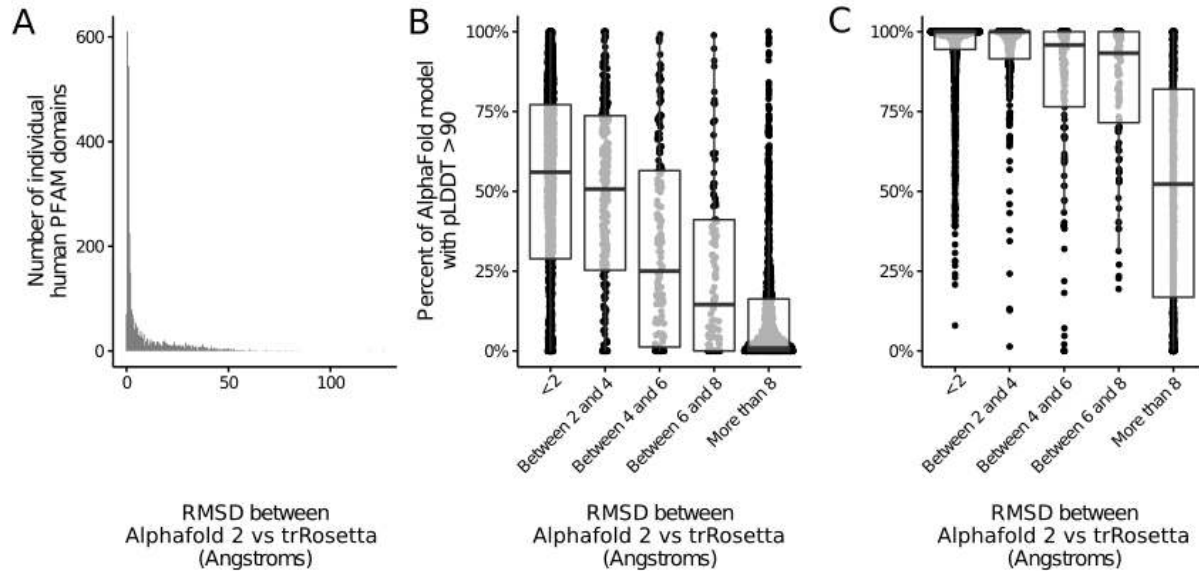 A
Number of individual
human PFAM domains
600
400
200
0
0
50
100
RMSD between
Alphafold 2 vs trRosetta
(Angstroms)
B
Percent of AlphaFold model
with pLDDT >90
100%
75%
50%
25%
0%
<2
Between 2 and 4
Between 4 and 6
Between 6 and 8
More than 8
RMSD between
Alphafold 2 vs trRosetta
(Angstroms)
C
100%
75%
50%
25%
0%
<2
Between 2 and 4
Between 4 and 6
Between 6 and 8
More than 8
RMSD between
Alphafold 2 vs trRosetta
(Angstroms)